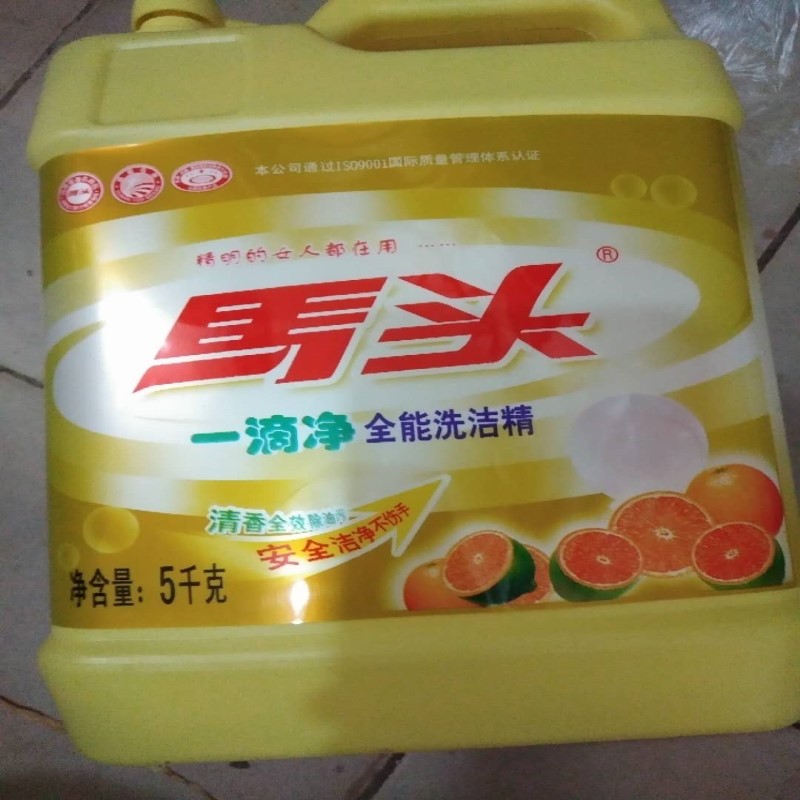 本公司通过ISO9001国际质量管理体系认证
精明的女人都在用 ……
马头®
一滴净 全能洗洁精
清香全效除油污
安全洁净不伤手
净含量：5千克